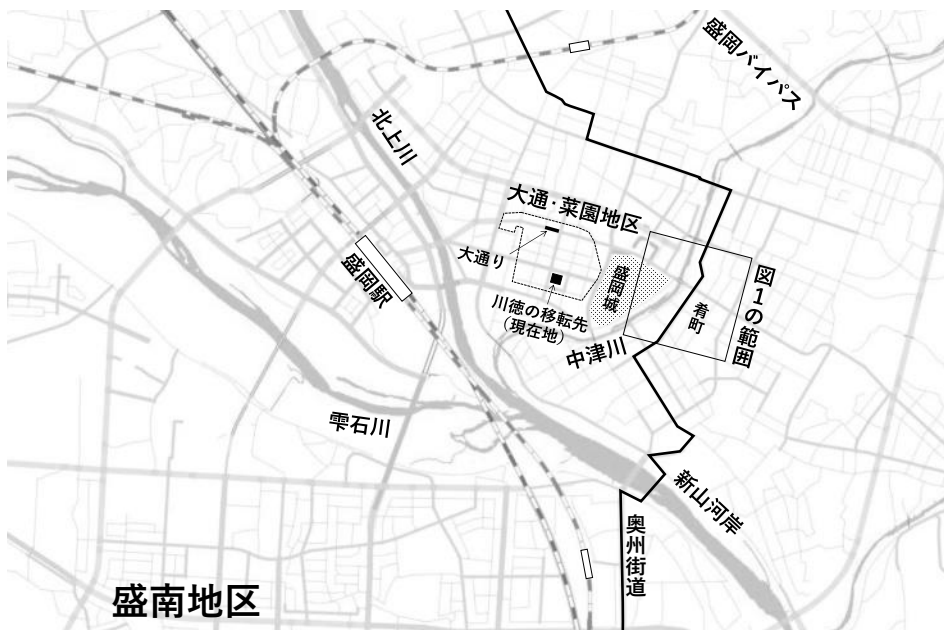 盛岡バイパス
北上川
大通・菜園地区
大通り
盛岡城
盛岡駅
川徳の移転先
（現在地）
肴町
図1の範囲
中津川
雫石川
新山河岸
奥州街道
盛南地区